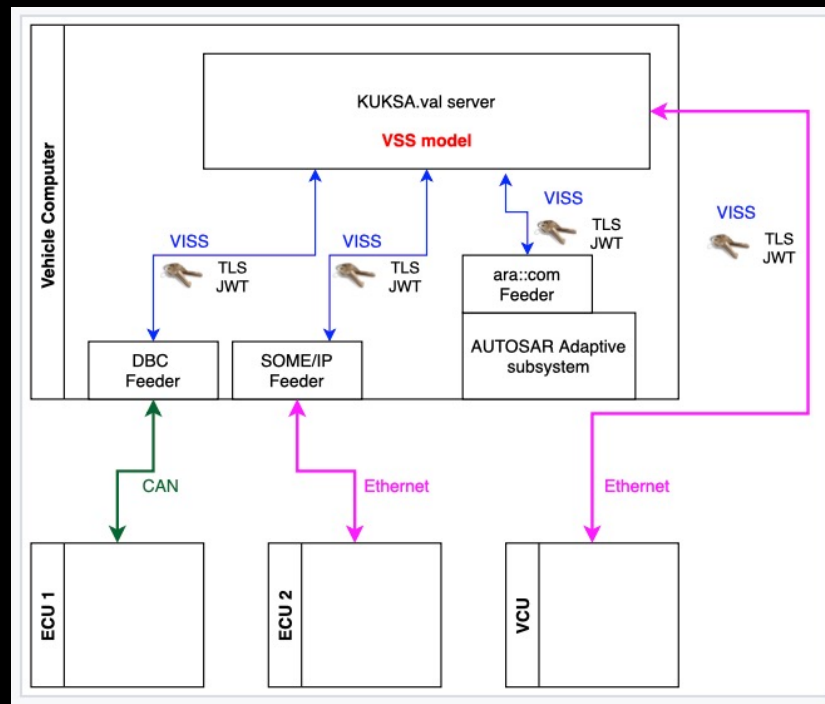 Vehicle Computer
KUKSA.val server
VSS model
VISS
TLS
JWT
VISS
TLS
JWT
VISS
TLS
JWT
VISS
TLS
JWT
ara::com
Feeder
AUTOSAR Adaptive
subsystem
DBC
Feeder
SOME/IP
Feeder
CAN
Ethernet
Ethernet
ECU 1
ECU 2
VCU